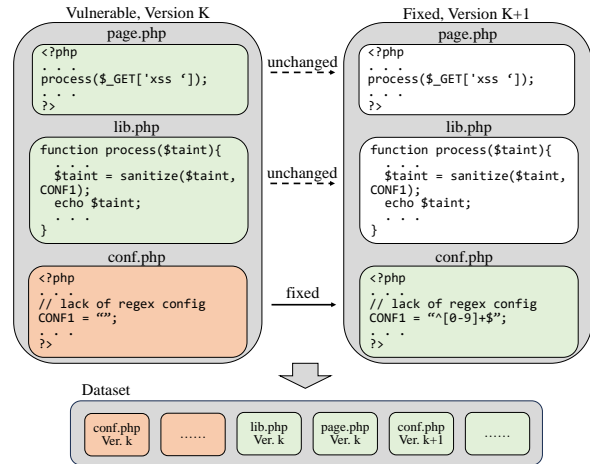 Vulnerable, Version K
page.php
<?php
. . .
process($_GET['xss ‘]);
. . .
?>
lib.php
function process($taint){
. . .
$taint = sanitize($taint,
CONF1);
echo $taint;
. . .
}
conf.php
<?php
. . .
// lack of regex config
CONF1 = “”;
. . .
?>
unchanged
unchanged
fixed
Fixed, Version K+1
page.php
<?php
. . .
process($_GET['xss ‘]);
. . .
?>
lib.php
function process($taint){
. . .
$taint = sanitize($taint,
CONF1);
echo $taint;
. . .
}
conf.php
<?php
. . .
// lack of regex config
CONF1 = “^[0-9]+$”;
. . .
?>
Dataset
conf.php
Ver. k
……
lib.php
Ver. k
page.php
Ver. k
conf.php
Ver. k+1
……